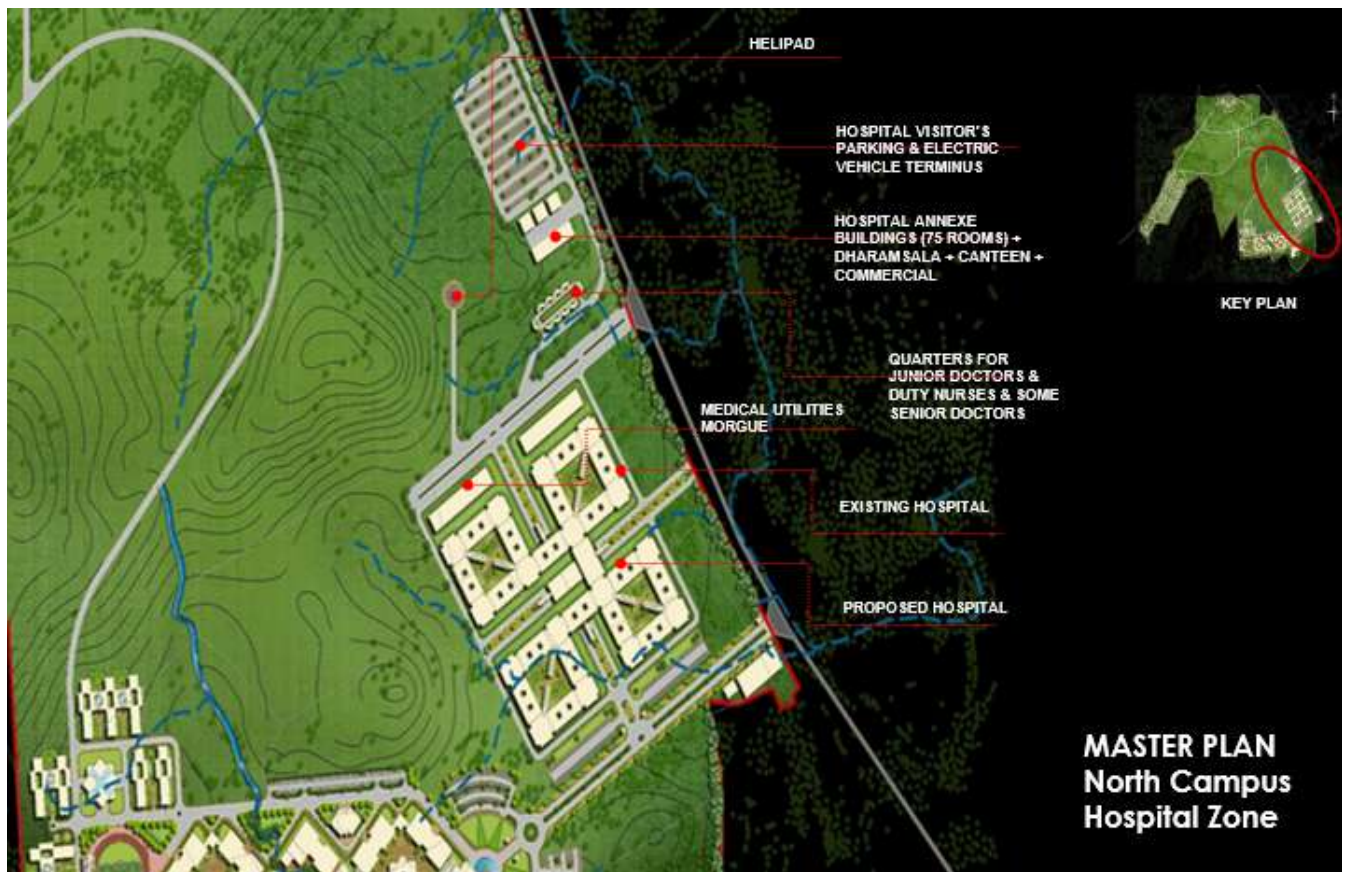 HELIPAD
HOSPITAL VISITOR'S
PARKING & ELECTRIC
VEHICLE TERMINUS
HOSPITAL ANNEXE
BUILDINGS (75 ROOMS) +
DHARAMSALA + CANTEEN +
COMMERCIAL
KEY PLAN
QUARTERS FOR
JUNIOR DOCTORS &
DUTY NURSES & SOME
SENIOR DOCTORS
MEDICAL UTILITIES
MORGUE
EXISTING HOSPITAL
PROPOSED HOSPITAL
MASTER PLAN
North Campus
Hospital Zone